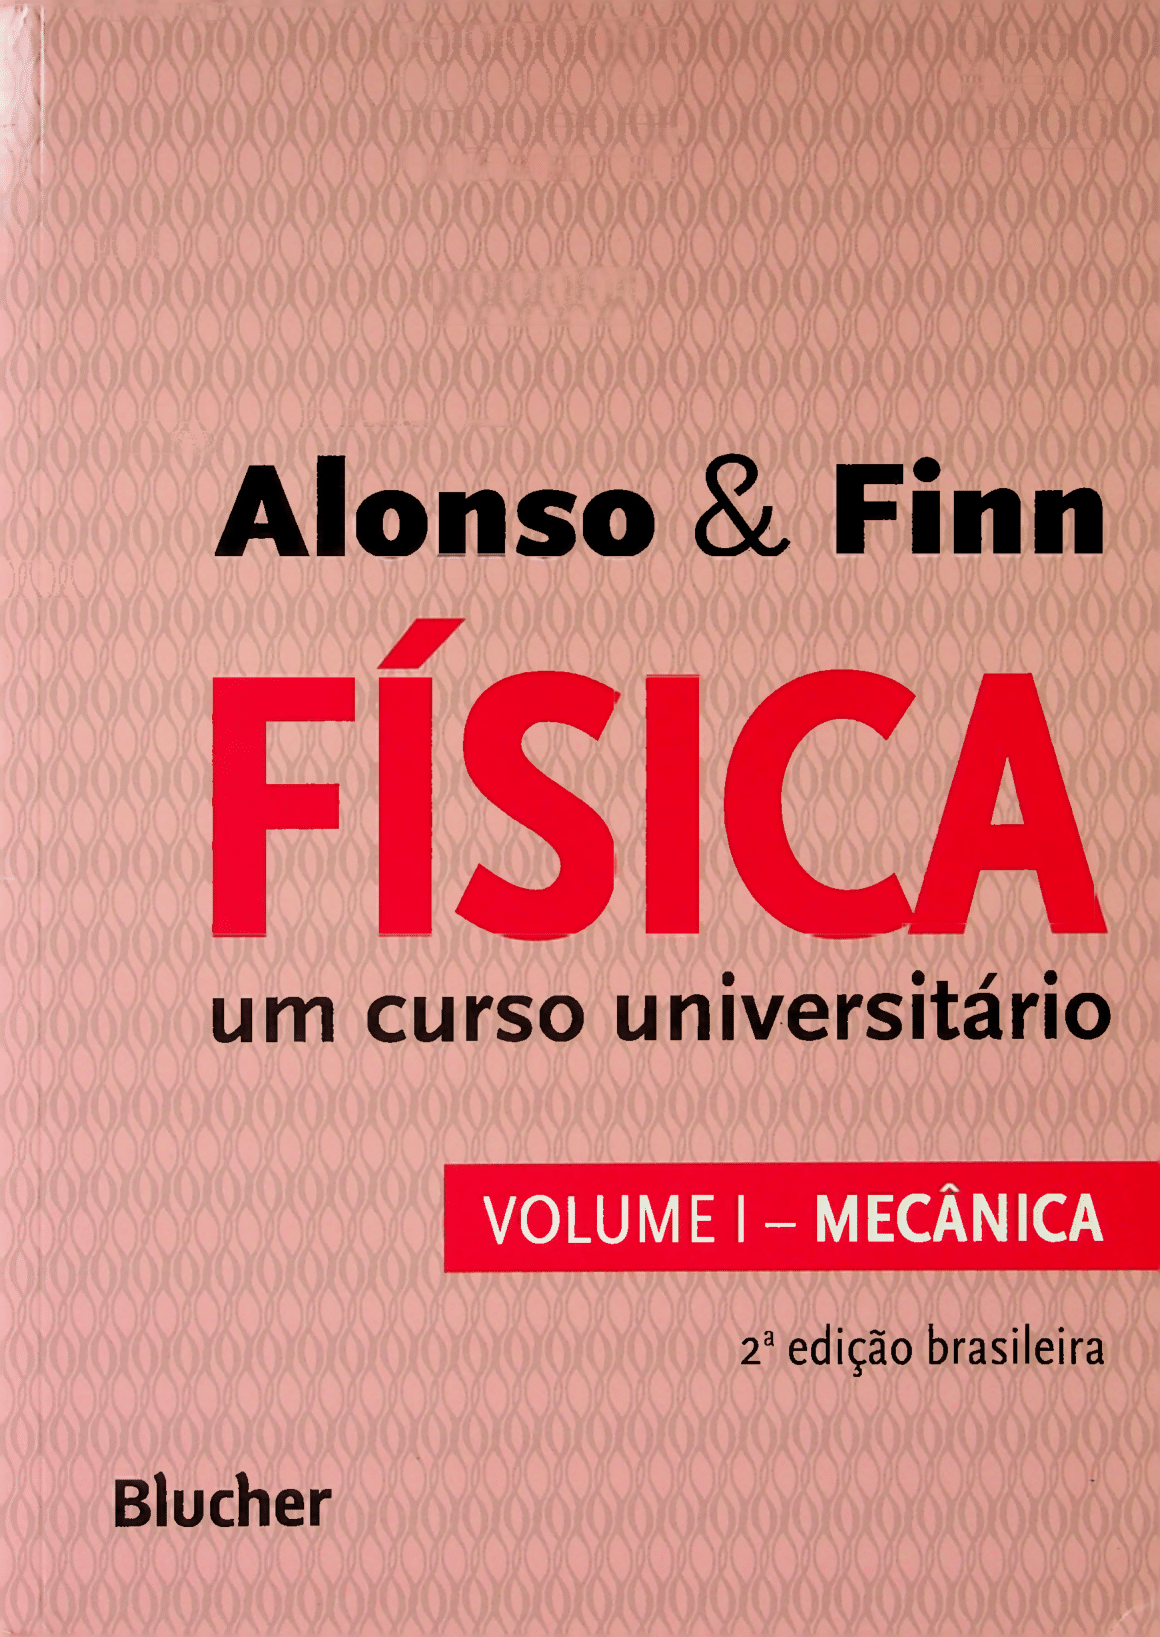 Alonso & Finn
FÍSICA
um curso universitário
VOLUME I – MECÂNICA
2ª edição brasileira
Blucher